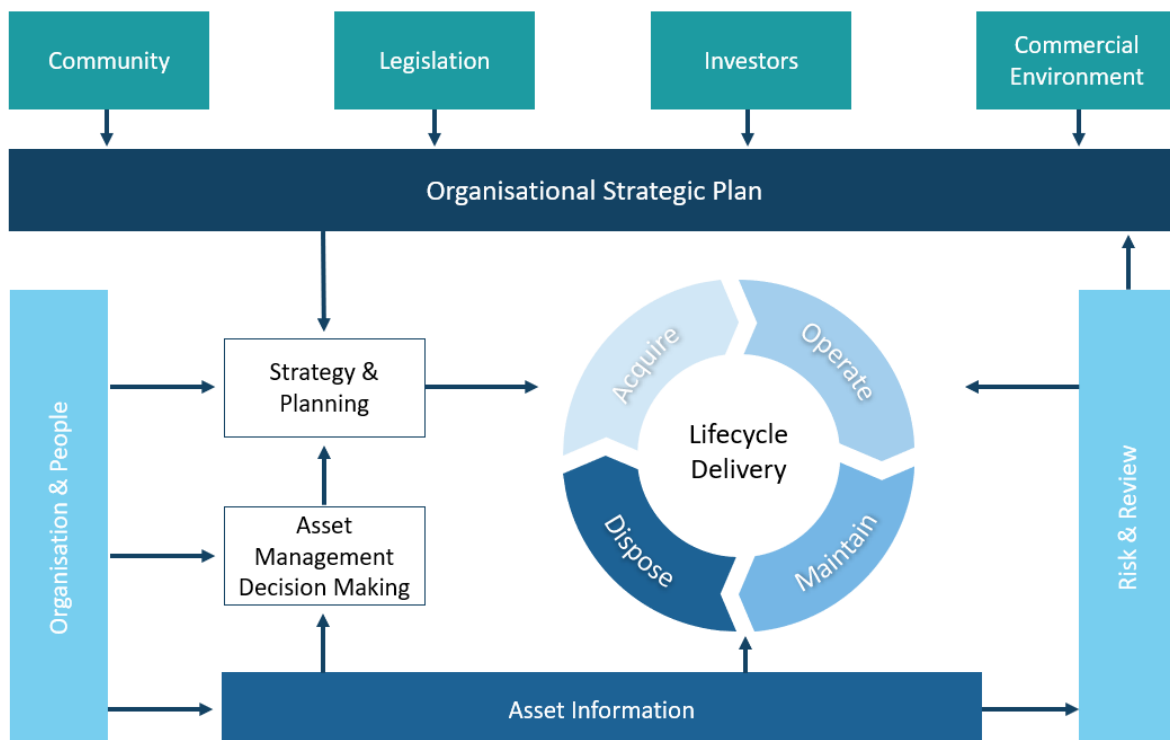 Community
Legislation
Investors
Commercial
Environment
Organisational Strategic Plan
Organisation & People
Strategy &
Planning
Asset
Management
Decision Making
Acquire
Operate
Lifecycle
Delivery
Dispose
Maintain
Risk & Review
Asset Information